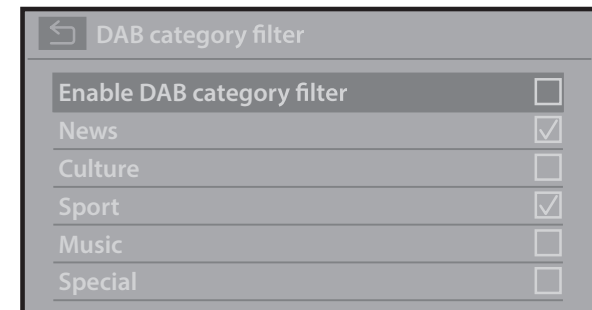 DAB category filter
Enable DAB category filter
News
Culture
Sport
Music
Special